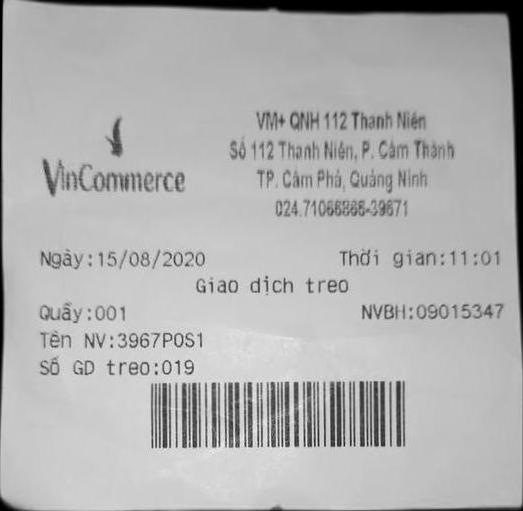 VinCommerce
VM+ QNH 112 Thanh Niên
Số 112 Thanh Niên, P. Cẩm Thành
TP. Cẩm Phả, Quảng Ninh
024.71066866-39671
Ngày:15/08/2020 Thời gian:11:01
Giao dịch treo
Quầy:001 NVBH:09015347
Tên NV:3967POS1
Số GD treo:019